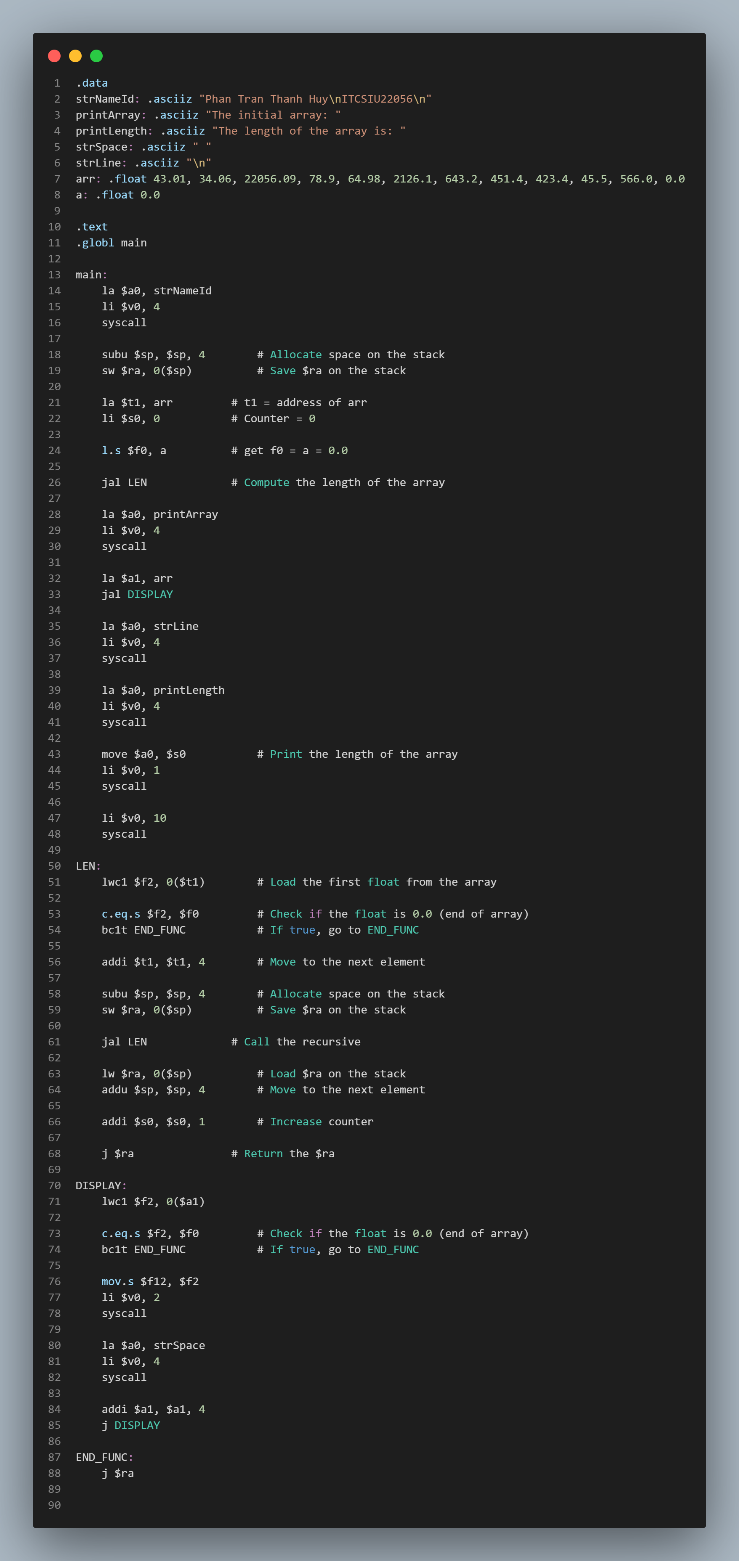 1 .data
2 strNameId: .asciiz "Phan Tran Thanh Huy\nITCSIU22056\n"
3 printArray: .asciiz "The initial array: "
4 printLength: .asciiz "The length of the array is: "
5 strSpace: .asciiz " "
6 strLine: .asciiz "\n"
7 arr: .float 43.01, 34.06, 22056.09, 78.9, 64.98, 2126.1, 643.2, 451.4, 423.4, 45.5, 566.0, 0.0
8 a: .float 0.0
9
10 .text
11 .globl main
12
13 main:
14     la $a0, strNameId
15     li $v0, 4
16     syscall
17
18     subu $sp, $sp, 4        # Allocate space on the stack
19     sw $ra, 0($sp)          # Save $ra on the stack
20
21     la $t1, arr         # t1 = address of arr
22     li $s0, 0           # Counter = 0
23
24     l.s $f0, a          # get f0 = a = 0.0
25
26     jal LEN             # Compute the length of the array
27
28     la $a0, printArray
29     li $v0, 4
30     syscall
31
32     la $a1, arr
33     jal DISPLAY
34
35     la $a0, strLine
36     li $v0, 4
37     syscall
38
39     la $a0, printLength
40     li $v0, 4
41     syscall
42
43     move $a0, $s0           # Print the length of the array
44     li $v0, 1
45     syscall
46
47     li $v0, 10
48     syscall
49
50 LEN:
51     lwc1 $f2, 0($t1)        # Load the first float from the array
52
53     c.eq.s $f2, $f0         # Check if the float is 0.0 (end of array)
54     bc1t END_FUNC           # If true, go to END_FUNC
55
56     addi $t1, $t1, 4        # Move to the next element
57
58     subu $sp, $sp, 4        # Allocate space on the stack
59     sw $ra, 0($sp)          # Save $ra on the stack
60
61     jal LEN             # Call the recursive
62
63     lw $ra, 0($sp)          # Load $ra on the stack
64     addu $sp, $sp, 4        # Move to the next element
65
66     addi $s0, $s0, 1        # Increase counter
67
68     j $ra               # Return the $ra
69
70 DISPLAY:
71     lwc1 $f2, 0($a1)
72
73     c.eq.s $f2, $f0         # Check if the float is 0.0 (end of array)
74     bc1t END_FUNC           # If true, go to END_FUNC
75
76     mov.s $f12, $f2
77     li $v0, 2
78     syscall
79
80     la $a0, strSpace
81     li $v0, 4
82     syscall
83
84     addi $a1, $a1, 4
85     j DISPLAY
86
87 END_FUNC:
88     j $ra
89
90